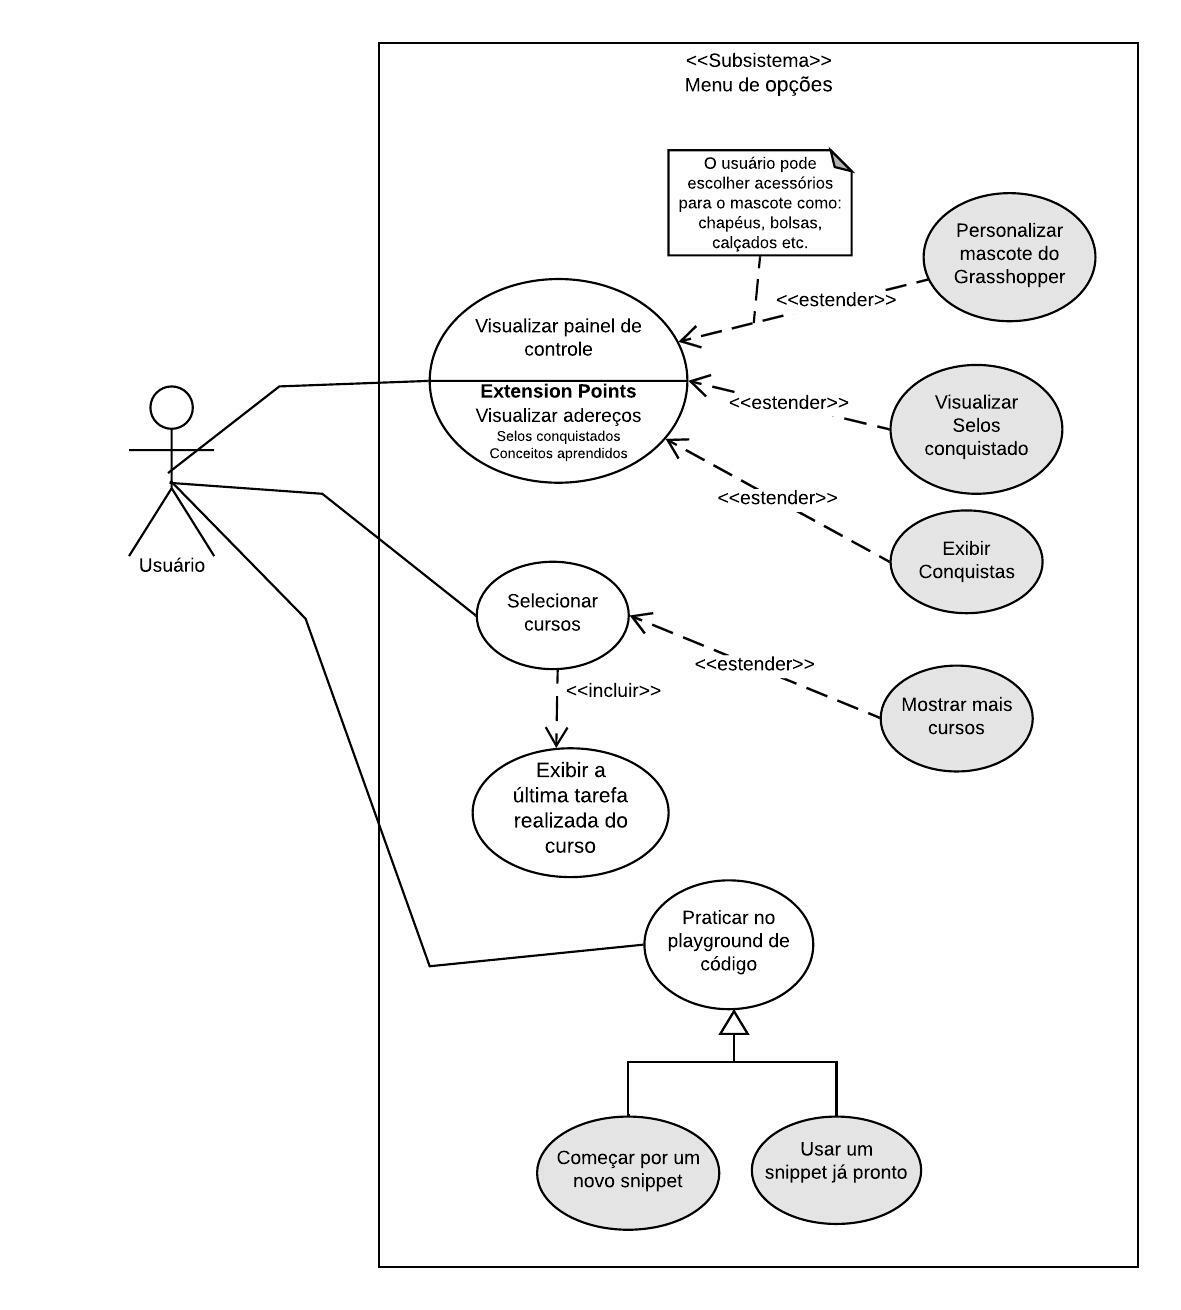 <<Subsistema>>
Menu de opções
O usuário pode
escolher acessórios
para o mascote como:
chapéus, bolsas,
calçados etc.
Personalizar
mascote do
Grasshopper
<<estender>>
Visualizar painel de
controle
Extension Points
Visualizar adereços
Selos conquistados
Conceitos aprendidos
<<estender>>
Visualizar
Selos
conquistado
<<estender>>
Exibir
Conquistas
Usuário
Selecionar
cursos
<<estender>>
Mostrar mais
cursos
<<incluir>>
Exibir a
última tarefa
realizada do
curso
Praticar no
playground de
código
Começar por um
novo snippet
Usar um
snippet já pronto